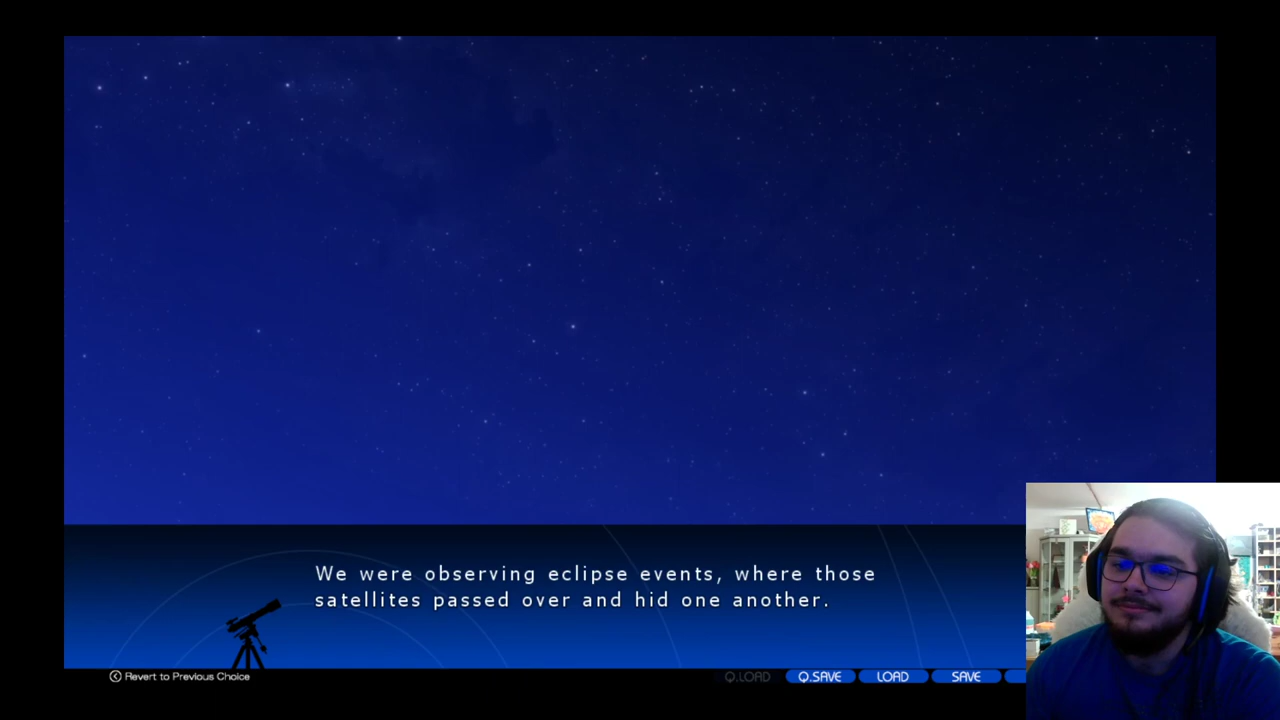 We were observing eclipse events, where those
satellites passed over and hid one another.
Revert to Previous Choice
Q.LOAD
Q.SAVE
LOAD
SAVE